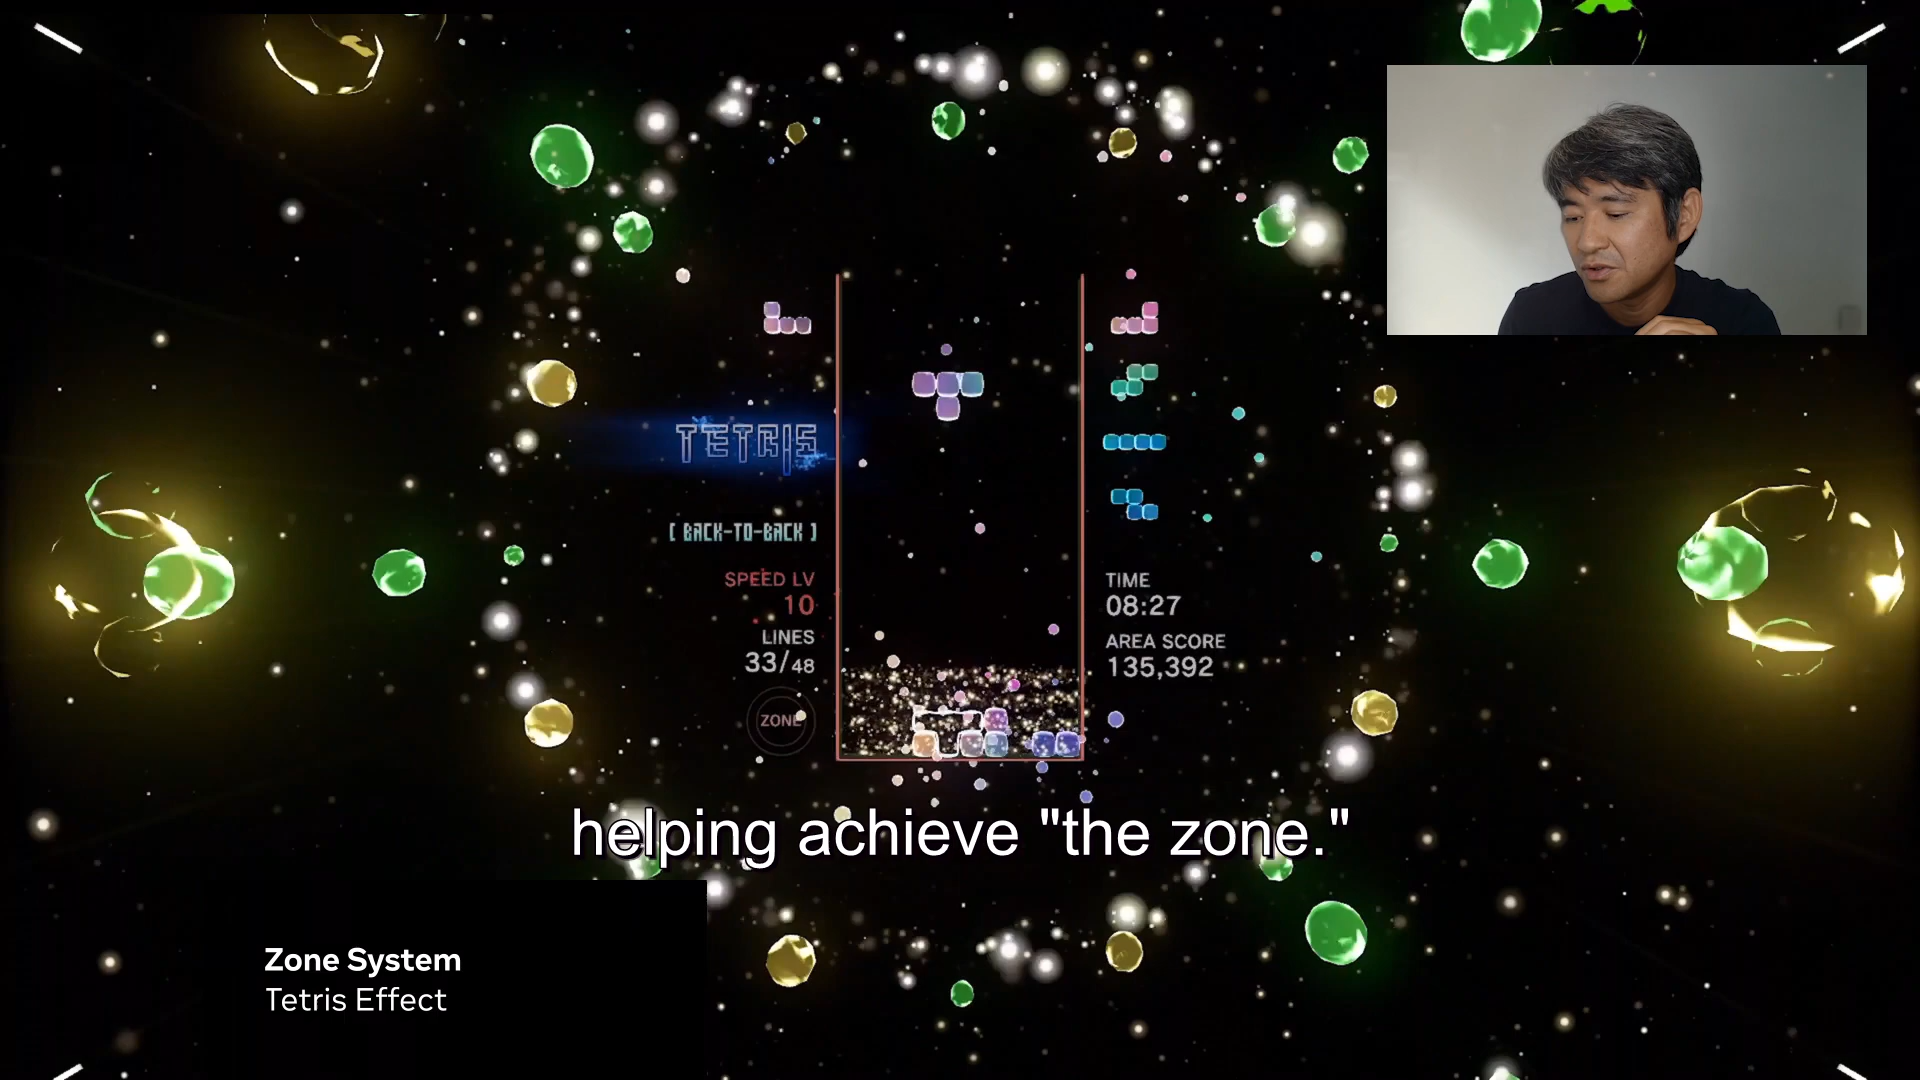 TETRIS
[ BACK-TO-BACK ]
SPEED LV
10
LINES
33/48
ZONE
TIME
08:27
AREA SCORE
135,392
helping achieve "the zone."
Zone System
Tetris Effect